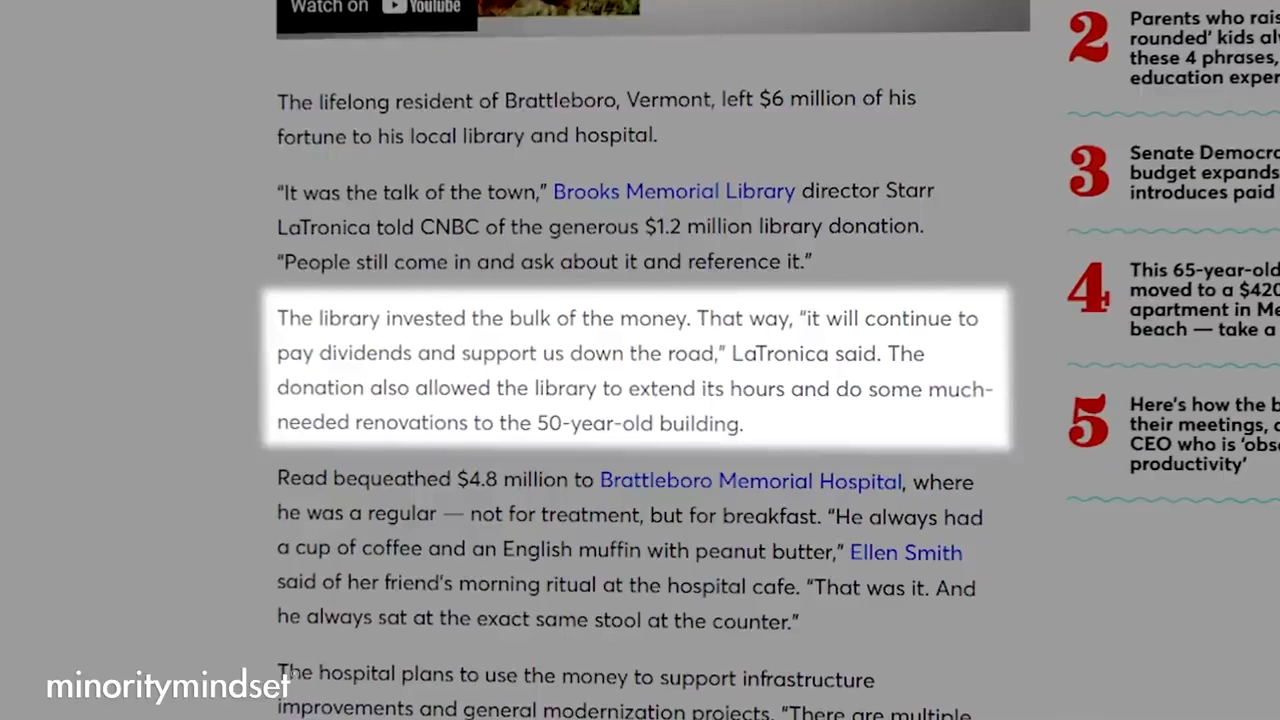 Watch on YouTube
The lifelong resident of Brattleboro, Vermont, left $6 million of his
fortune to his local library and hospital.
“It was the talk of the town,” Brooks Memorial Library director Starr
LaTronica told CNBC of the generous $1.2 million library donation.
“People still come in and ask about it and reference it.”
The library invested the bulk of the money. That way, “it will continue to
pay dividends and support us down the road,” LaTronica said. The
donation also allowed the library to extend its hours and do some much-
needed renovations to the 50-year-old building.
Read bequeathed $4.8 million to Brattleboro Memorial Hospital, where
he was a regular — not for treatment, but for breakfast. “He always had
a cup of coffee and an English muffin with peanut butter,” Ellen Smith
said of her friend's morning ritual at the hospital cafe. “That was it. And
he always sat at the exact same stool at the counter.”
The hospital plans to use the money to support infrastructure
improvements and general modernization projects. “There are multiple
2
Parents who rais
rounded’ kids al
these 4 phrases,
education exper
3
Senate Democr
budget expands
introduces paid
4
This 65-year-old
moved to a $420
apartment in Me
beach — take a
5
Here’s how the b
their meetings,
CEO who is ‘obs
productivity’
minoritymindset